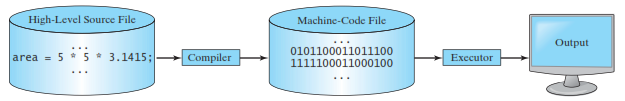 High-Level Source File
...
area = 5 * 5 * 3.1415;
...
Compiler
Machine-Code File
...
0101100011011100
1111100011000100
...
Executor
Output